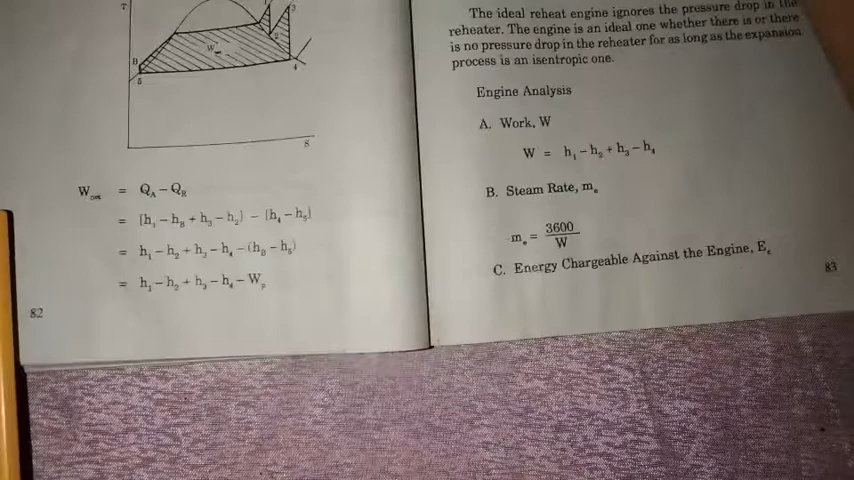 T
1
3
2
W_net
B
4
5
S
W_net = Q_A – Q_R
= [h_1 – h_B + h_3 – h_2] – [h_4 – h_5]
= h_1 – h_2 + h_3 – h_4 – (h_B – h_5)
= h_1 – h_2 + h_3 – h_4 – W_p
82
The ideal reheat engine ignores the pressure drop in the
reheater. The engine is an ideal one whether there is or there
is no pressure drop in the reheater for as long as the expansion
process is an isentropic one.
Engine Analysis
A. Work, W
W = h_1 – h_2 + h_3 – h_4
B. Steam Rate, m_e
m_e = 3600
W
C. Energy Chargeable Against the Engine, E_c
83